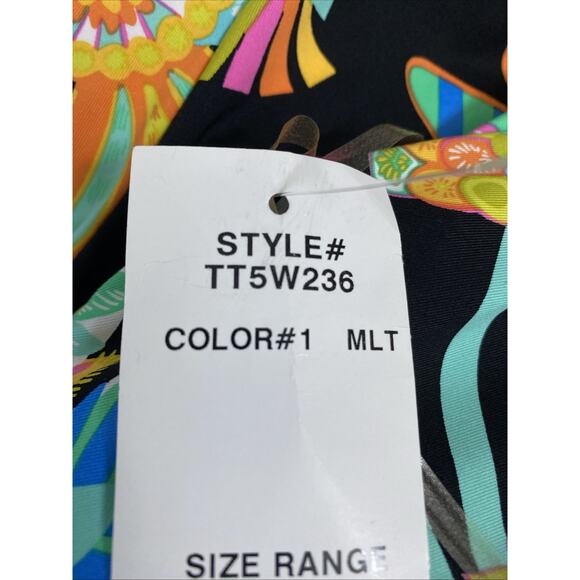 STYLE#
TT5W236
COLOR#1 MLT
SIZE RANGE